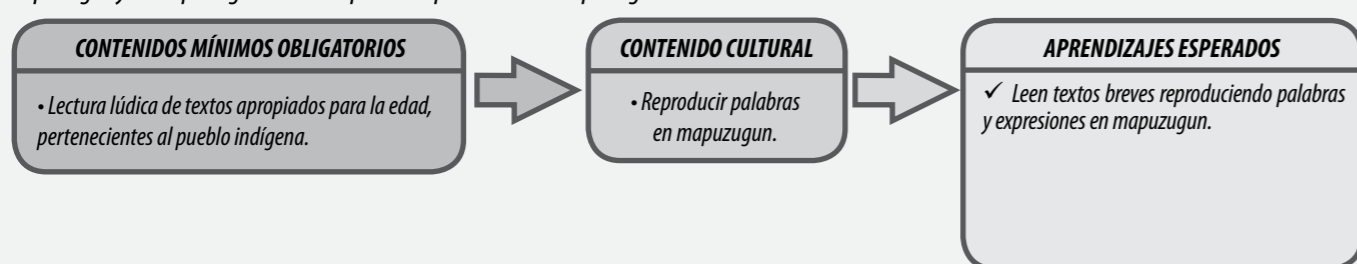 CONTENIDOS MÍNIMOS OBLIGATORIOS
• Lectura lúdica de textos apropiados para la edad,
pertenecientes al pueblo indígena.
CONTENIDO CULTURAL
• Reproducir palabras
en mapuzugun.
APRENDIZAJES ESPERADOS
✓ Leen textos breves reproduciendo palabras
y expresiones en mapuzugun.